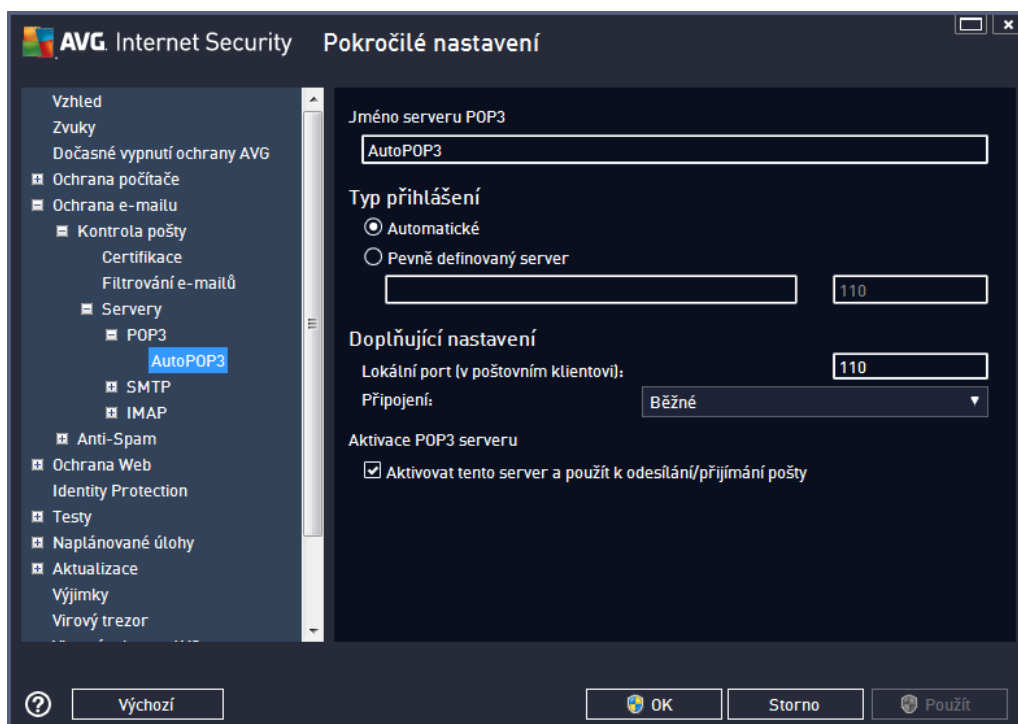 AVG. Internet Security Pokročilé nastavení
Vzhled
Zvuky
Dočasné vypnutí ochrany AVG
Ochrana počítače
Ochrana e-mailu
Kontrola pošty
Certifikace
Filtrování e-mailů
Servery
POP3
AutoPOP3
SMTP
IMAP
Anti-Spam
Ochrana Web
Identity Protection
Testy
Naplánované úlohy
Aktualizace
Výjimky
Virový trezor
Jméno serveru POP3
AutoPOP3
Typ přihlášení
Automatické
Pevně definovaný server
110
Doplňující nastavení
Lokální port (v poštovním klientovi): 110
Připojení: Běžné
Aktivace POP3 serveru
Aktivovat tento server a použít k odesílání/přijímání pošty
Výchozí OK Storno Použít